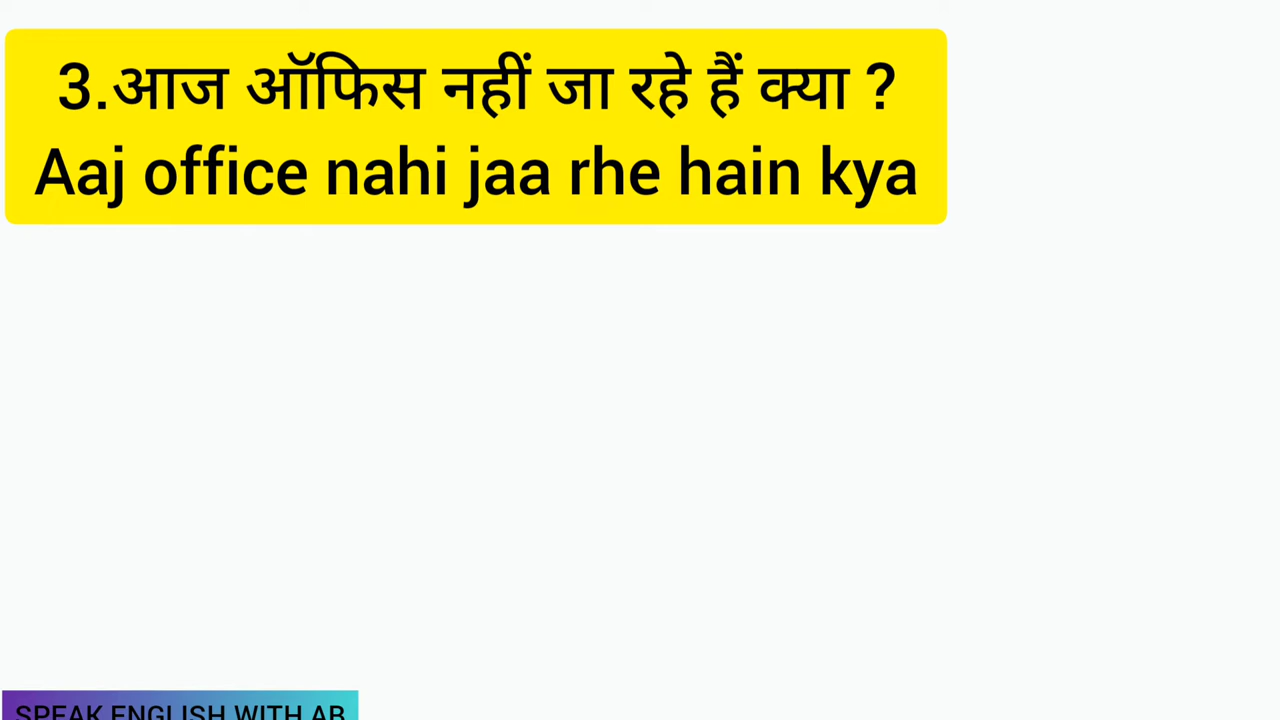 3.आज ऑफिस नहीं जा रहे हैं क्या ?
Aaj office nahi jaa rhe hain kya
SPEAK ENGLISH WITH AB